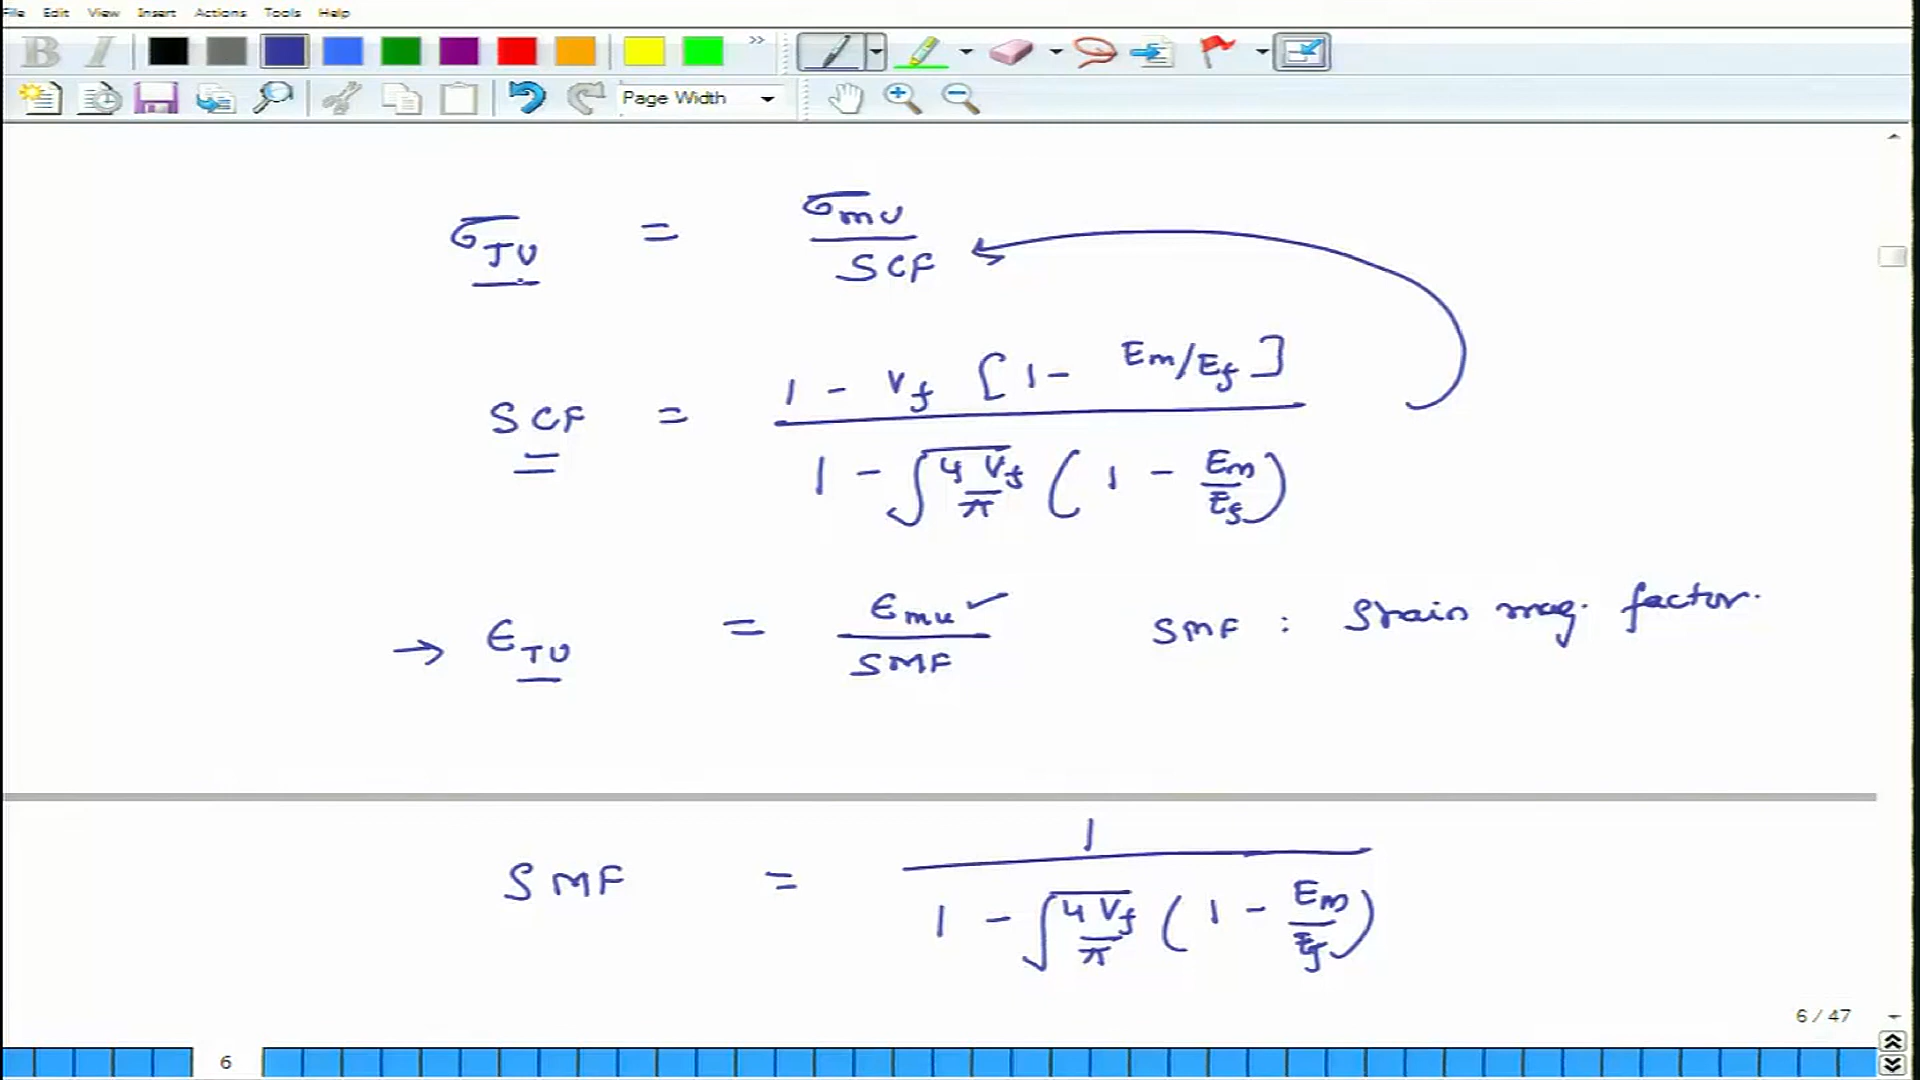 File Edit View Insert Actions Tools Help
B I »
Page Width
σTU = σmu / SCF
SCF = 1 - Vf [1 - Em/Ef] / 1 - √(4Vf/π) (1 - Em/Ef)
→ ϵTU = ϵmu ✓ / SMF SMF : Strain mag. factor.
SMF = 1 / 1 - √(4Vf/π) (1 - Em/Ef)
6 / 47
6